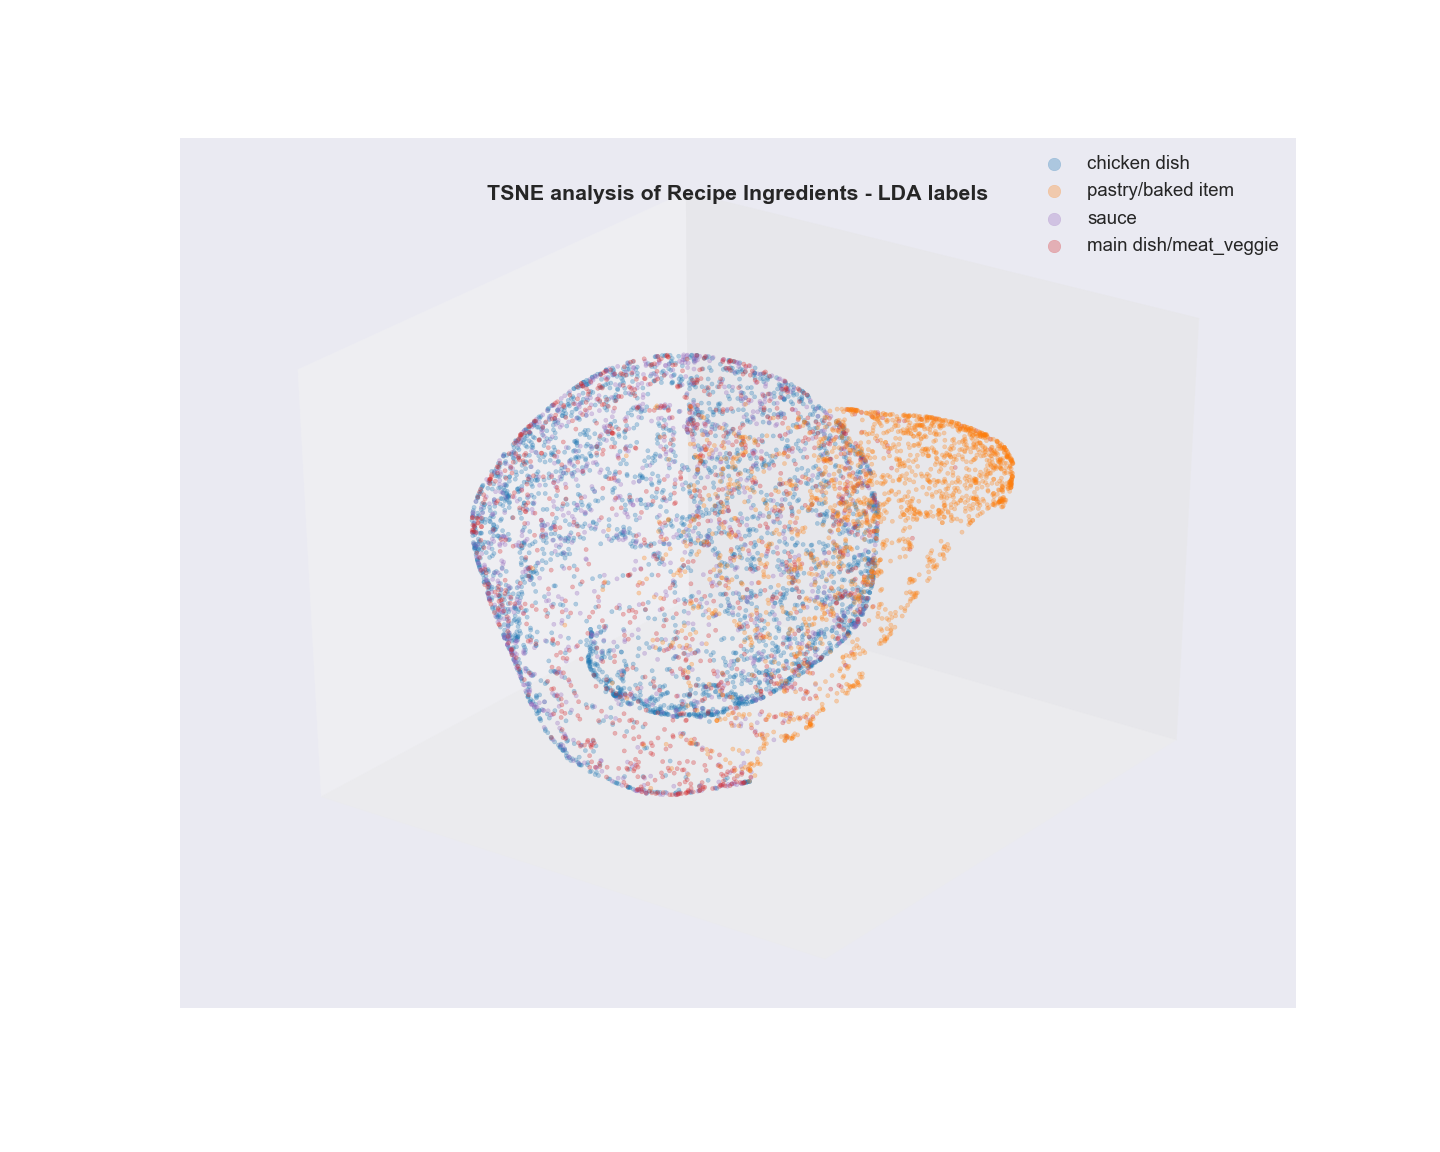 TSNE analysis of Recipe Ingredients - LDA labels
chicken dish
pastry/baked item
sauce
main dish/meat_veggie